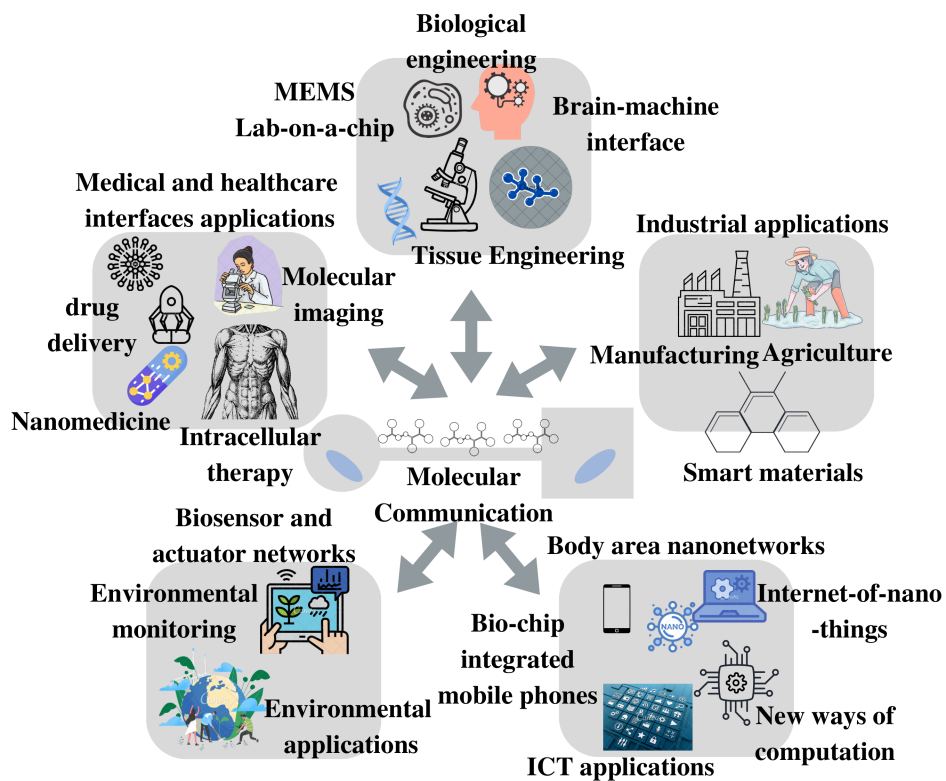 Biological
engineering
MEMS
Lab-on-a-chip
Brain-machine
interface
Tissue Engineering
Medical and healthcare
interfaces applications
Molecular
imaging
drug
delivery
Nanomedicine
Intracellular
therapy
Industrial applications
Manufacturing
Agriculture
Smart materials
Molecular
Communication
Biosensor and
actuator networks
Environmental
monitoring
Environmental
applications
Body area nanonetworks
Internet-of-nano
-things
NANO
Bio-chip
integrated
mobile phones
New ways of
computation
ICT applications